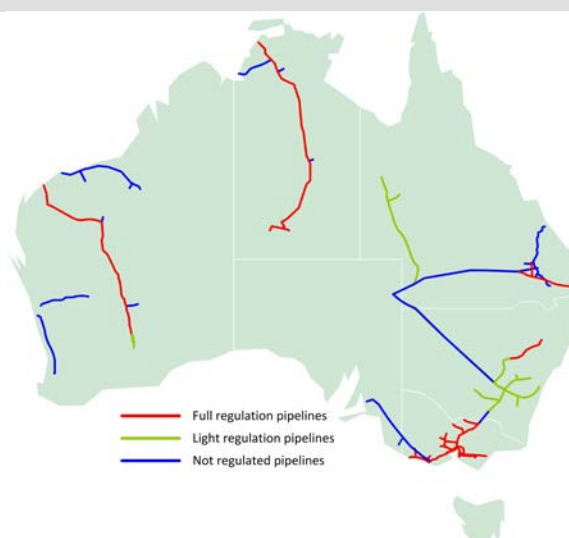 Full regulation pipelines
Light regulation pipelines
Not regulated pipelines